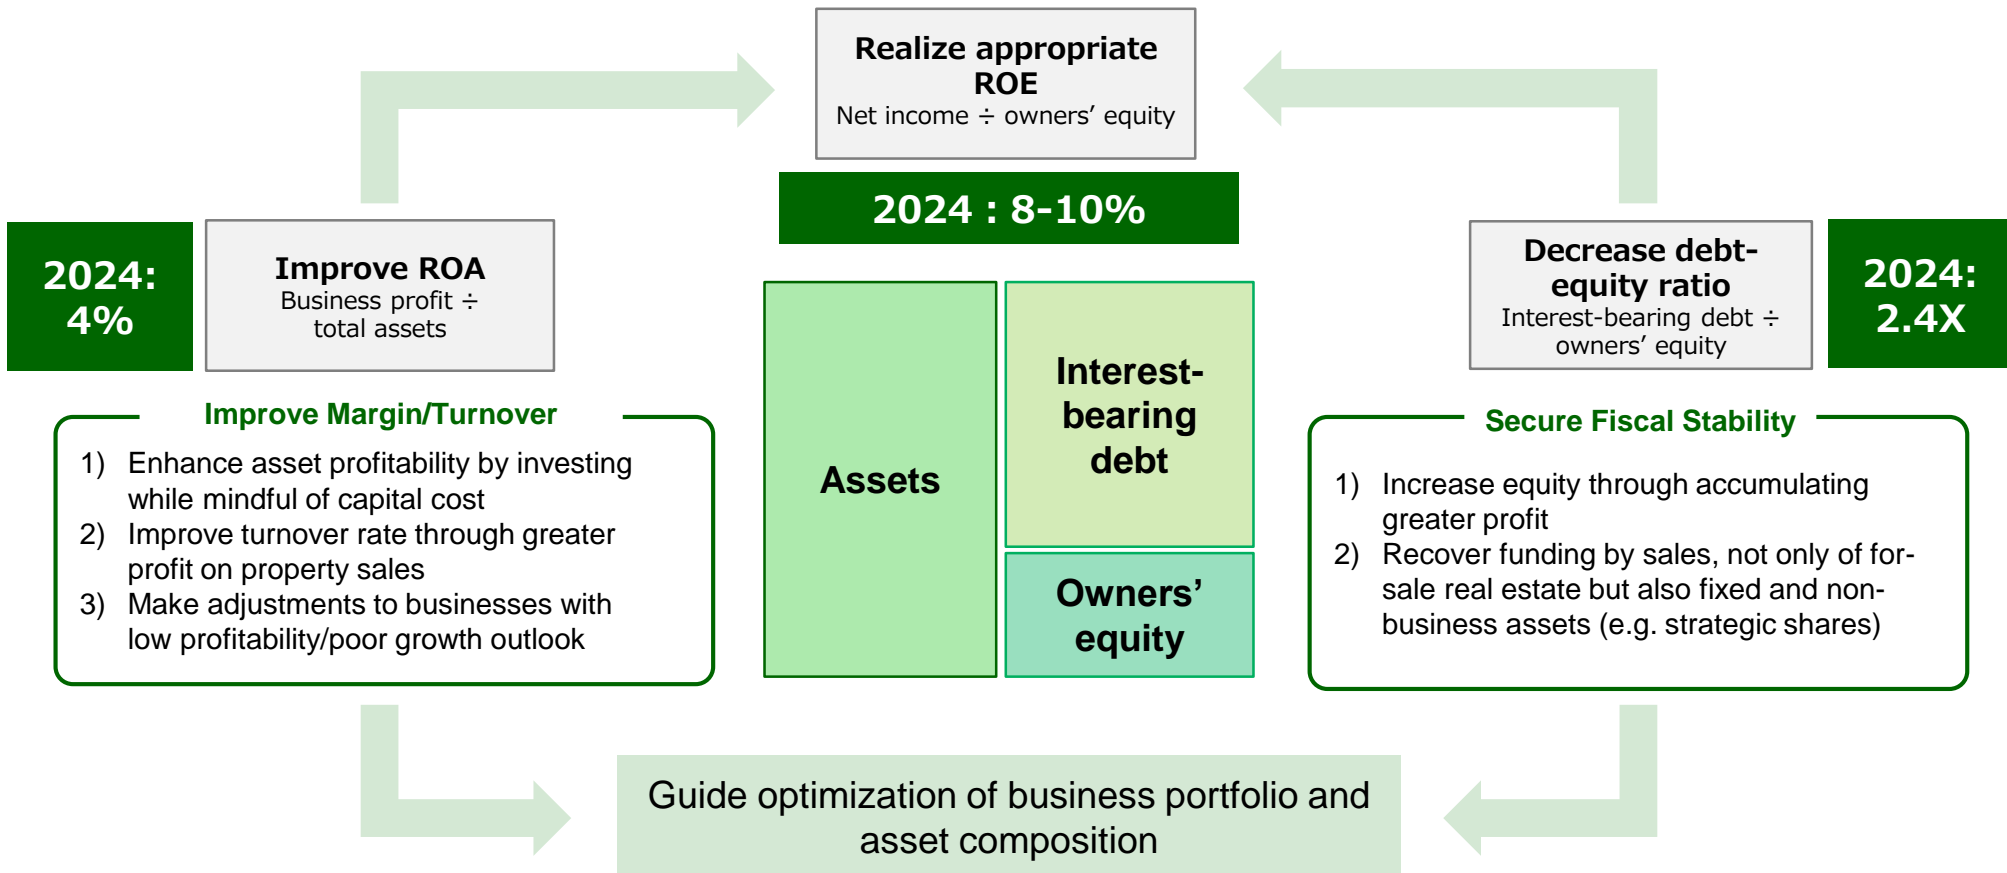 Realize appropriate
ROE
Net income ÷ owners’ equity
2024 : 8-10%
2024:
4%
Improve ROA
Business profit ÷
total assets
Decrease debt-
equity ratio
Interest-bearing debt ÷
owners’ equity
2024:
2.4X
Improve Margin/Turnover
1) Enhance asset profitability by investing
while mindful of capital cost
2) Improve turnover rate through greater
profit on property sales
3) Make adjustments to businesses with
low profitability/poor growth outlook
Assets
Interest-
bearing
debt
Owners’
equity
Secure Fiscal Stability
1) Increase equity through accumulating
greater profit
2) Recover funding by sales, not only of for-
sale real estate but also fixed and non-
business assets (e.g. strategic shares)
Guide optimization of business portfolio and
asset composition